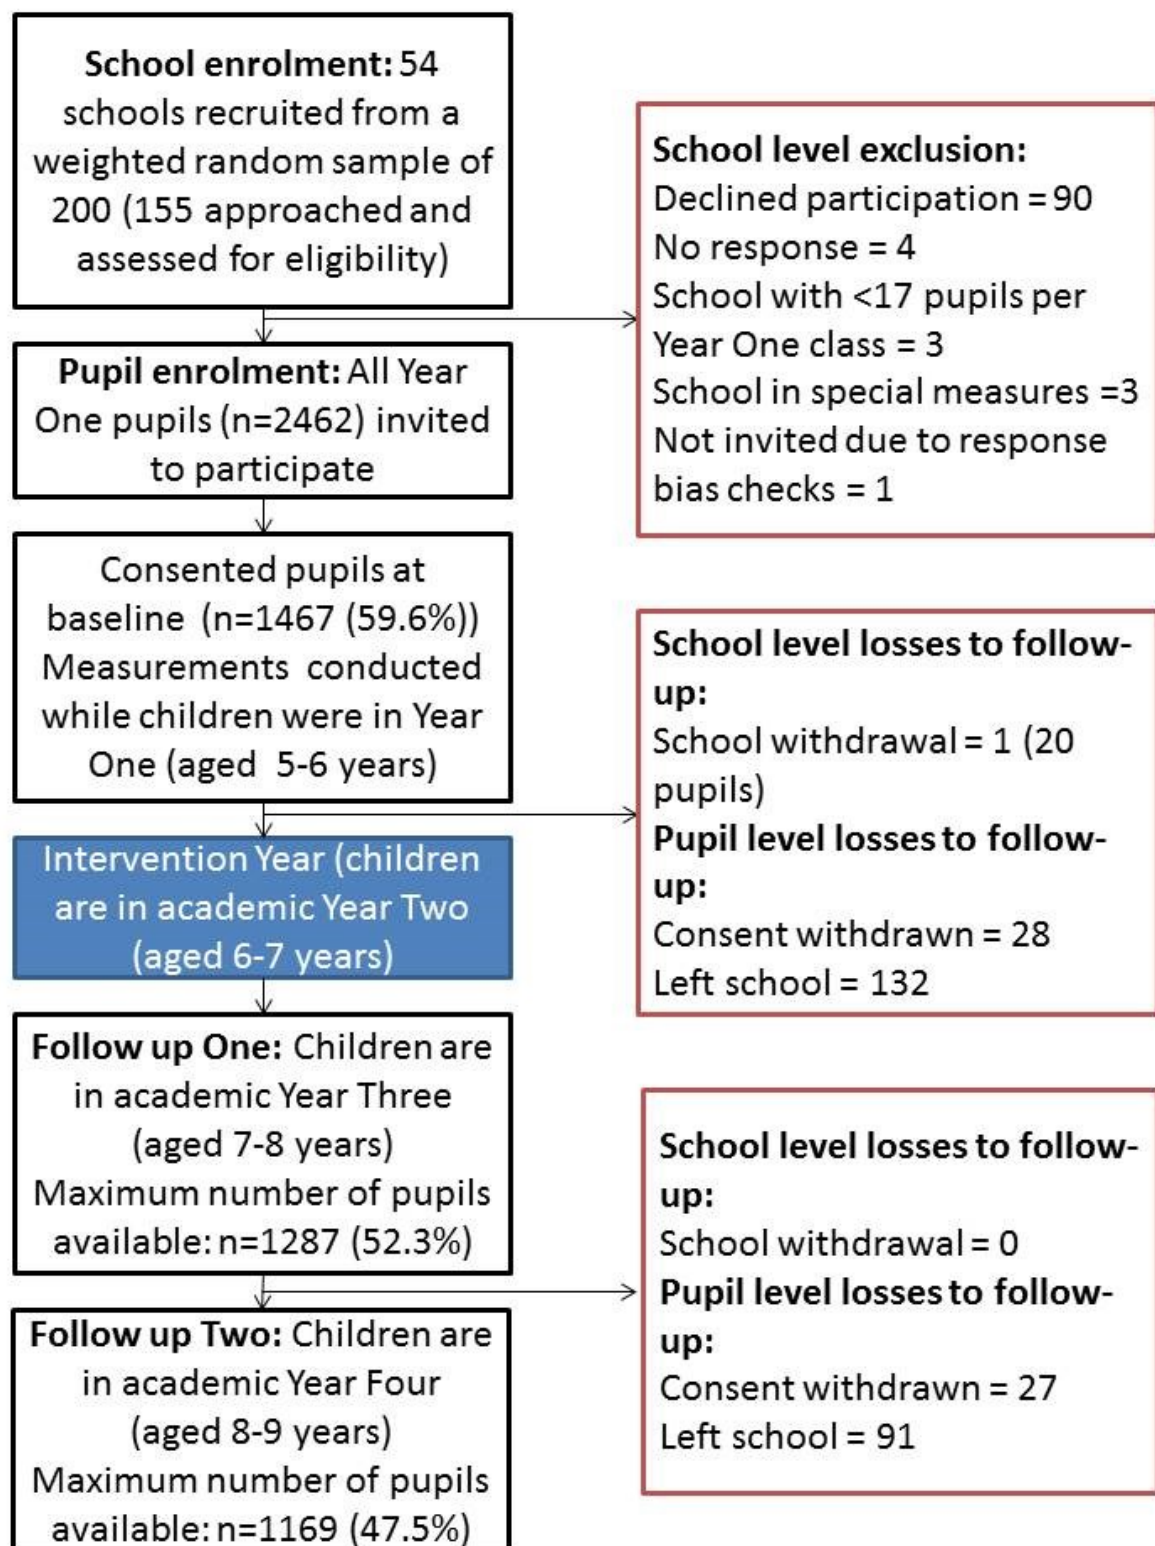 School enrolment: 54
schools recruited from a
weighted random sample of
200 (155 approached and
assessed for eligibility)
School level exclusion:
Declined participation = 90
No response = 4
School with <17 pupils per
Year One class = 3
School in special measures =3
Not invited due to response
bias checks = 1
Pupil enrolment: All Year
One pupils (n=2462) invited
to participate
Consented pupils at
baseline (n=1467 (59.6%))
Measurements conducted
while children were in Year
One (aged 5-6 years)
School level losses to follow-
up:
School withdrawal = 1 (20
pupils)
Pupil level losses to follow-
up:
Consent withdrawn = 28
Left school = 132
Intervention Year (children
are in academic Year Two
(aged 6-7 years)
Follow up One: Children are
in academic Year Three
(aged 7-8 years)
Maximum number of pupils
available: n=1287 (52.3%)
School level losses to follow-
up:
School withdrawal = 0
Pupil level losses to follow-
up:
Consent withdrawn = 27
Left school = 91
Follow up Two: Children are
in academic Year Four
(aged 8-9 years)
Maximum number of pupils
available: n=1169 (47.5%)